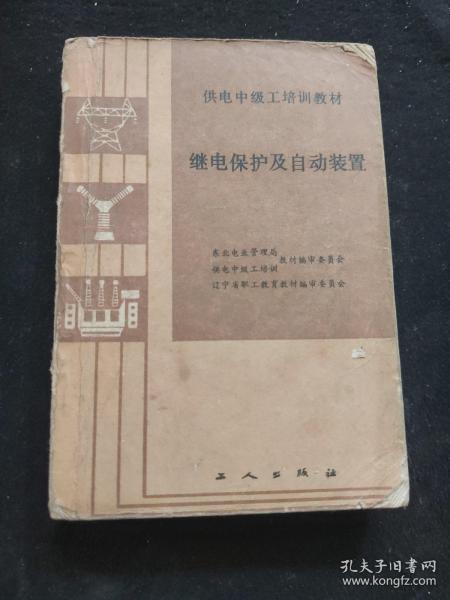 供电中级工培训教材
继电保护及自动装置
东北电业管理局
供电中级工培训 教材编审委员会
辽宁省职工教育教材编审委员会
工人出版社
孔夫子旧书网
www.kongfz.com